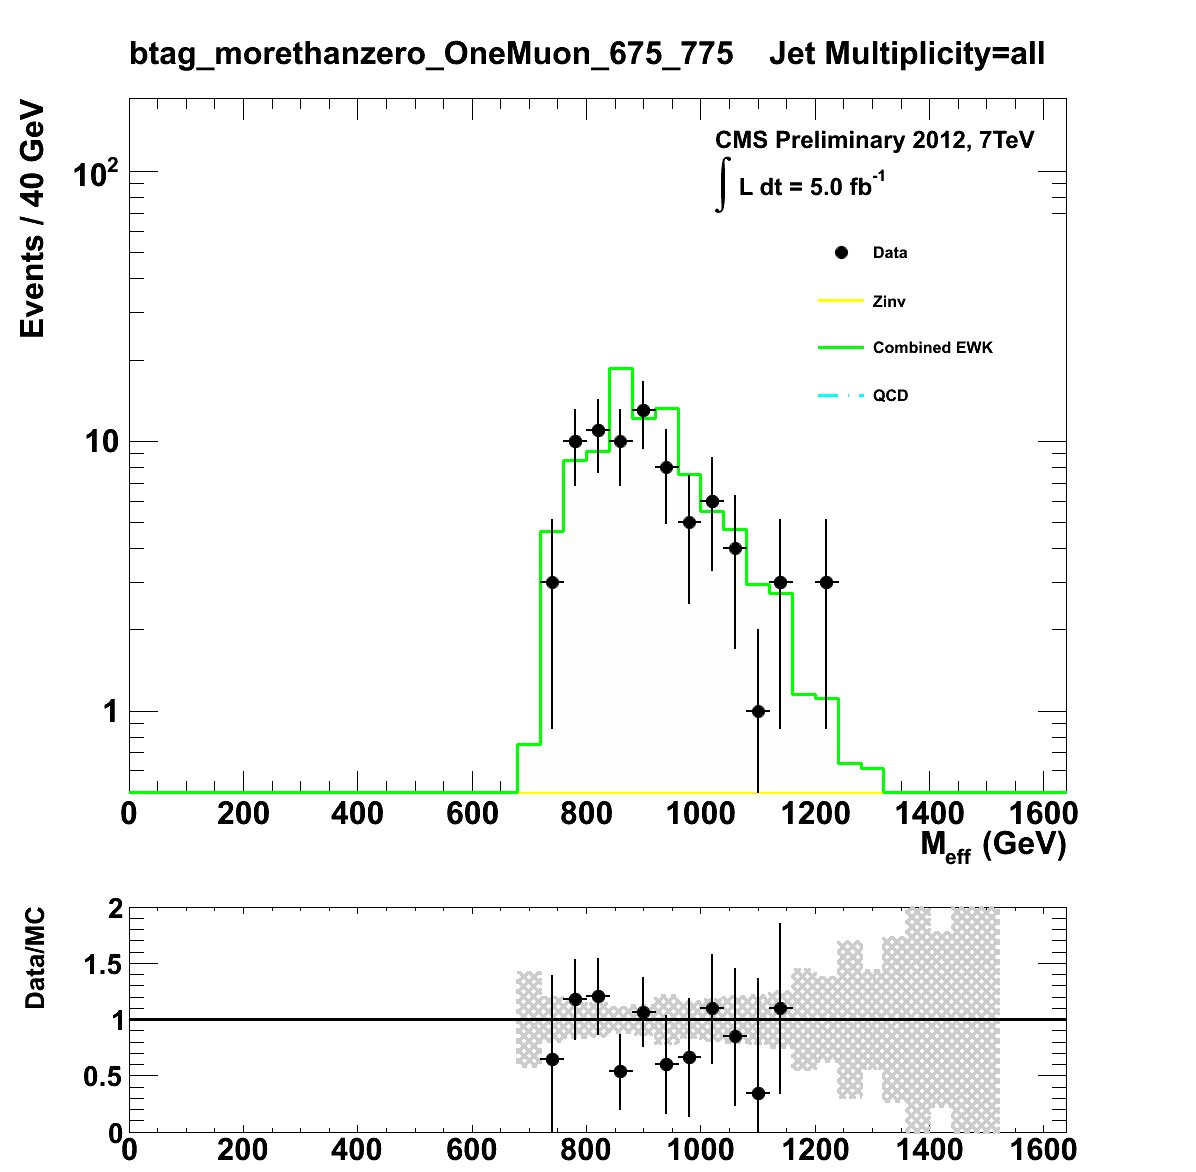 btag_morethanzero_OneMuon_675_775 Jet Multiplicity=all
Events / 40 GeV
CMS Preliminary 2012, 7TeV
∫ L dt = 5.0 fb⁻¹
Data
Zinv
Combined EWK
QCD
10²
10
1
0 200 400 600 800 1000 1200 1400 1600
M_eff (GeV)
Data/MC
2
1.5
1
0.5
0
0 200 400 600 800 1000 1200 1400 1600